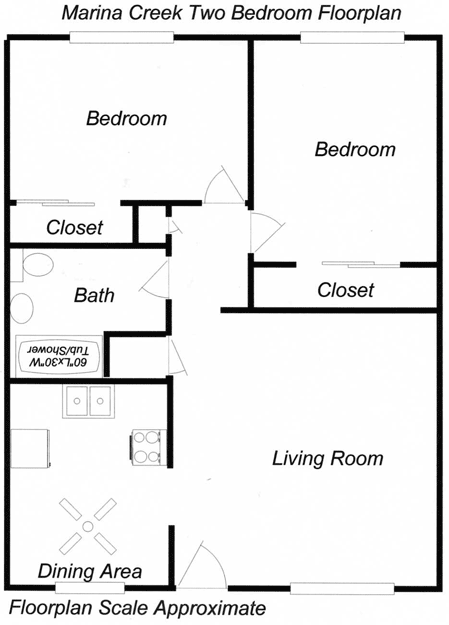 Marina Creek Two Bedroom Floorplan
Bedroom
Bedroom
Closet
Bath
Closet
60"Lx30"W
Tub/Shower
Living Room
Dining Area
Floorplan Scale Approximate